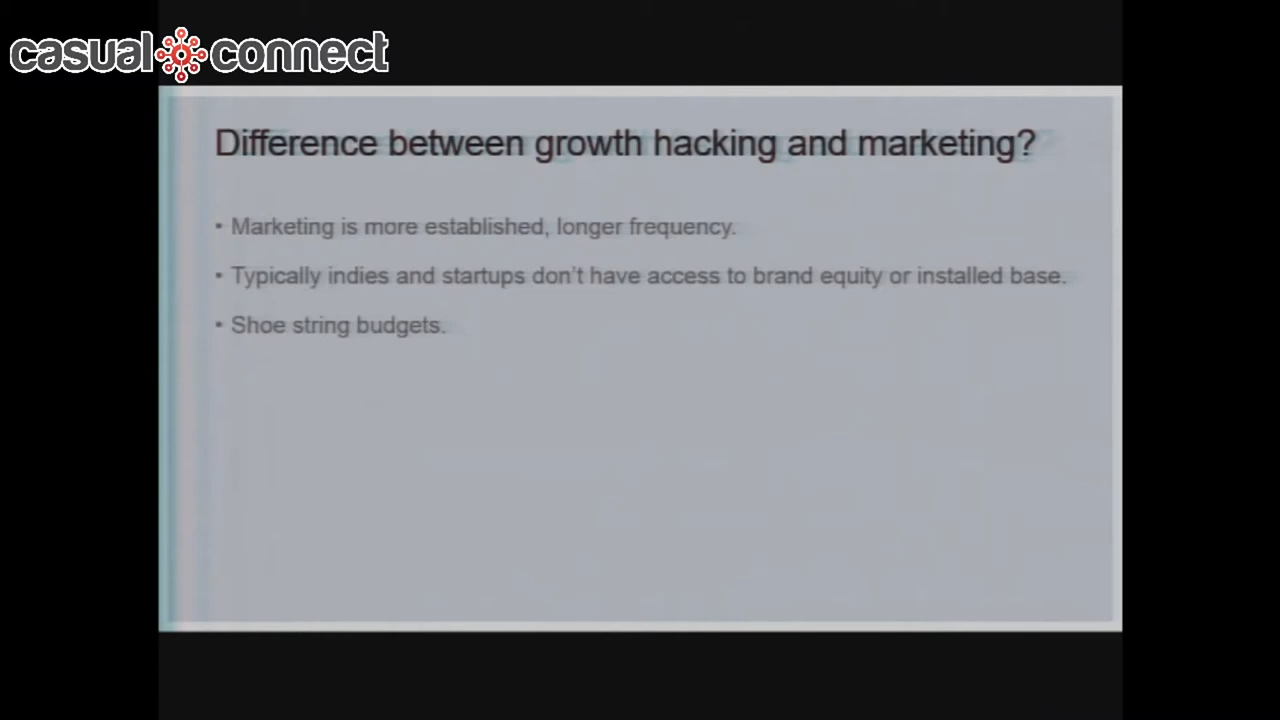 casual connect
Difference between growth hacking and marketing?
• Marketing is more established, longer frequency.
• Typically indies and startups don't have access to brand equity or installed base.
• Shoe string budgets.